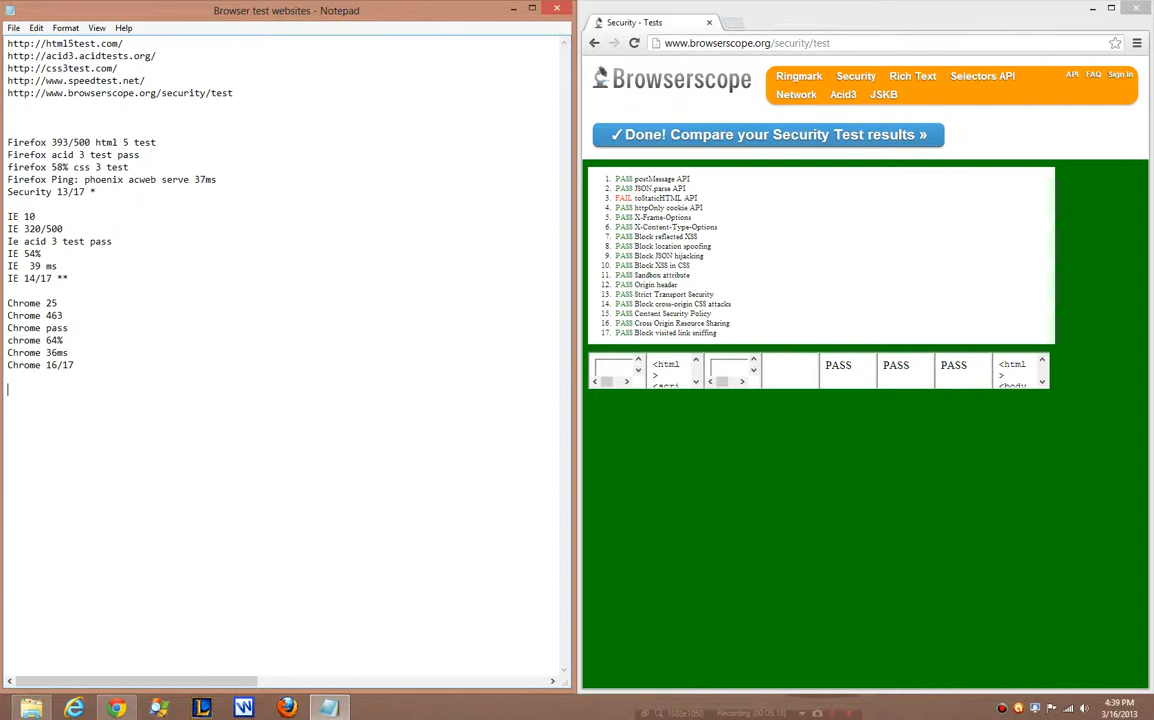 Browser test websites - Notepad
File Edit Format View Help
http://html5test.com/
http://acid3.acidtests.org/
http://css3test.com/
http://www.speedtest.net/
http://www.browserscope.org/security/test
Firefox 393/500 html 5 test
Firefox acid 3 test pass
firefox 58% css 3 test
Firefox Ping: phoenix acweb serve 37ms
Security 13/17 *
IE 10
IE 320/500
Ie acid 3 test pass
IE 54%
IE  39 ms
IE 14/17 **
Chrome 25
Chrome 463
Chrome pass
chrome 64%
Chrome 36ms
Chrome 16/17
Security - Tests
www.browserscope.org/security/test
Browserscope
Ringmark Security Rich Text Selectors API
Network Acid3 JSKB
API FAQ Sign In
✓Done! Compare your Security Test results »
1. PASS postMessage API
2. PASS JSON.parse API
3. FAIL toStaticHTML API
4. PASS httpOnly cookie API
5. PASS X-Frame-Options
6. PASS X-Content-Type-Options
7. PASS Block reflected XSS
8. PASS Block location spoofing
9. PASS Block JSON hijacking
10. PASS Block XSS in CSS
11. PASS Sandbox attribute
12. PASS Origin header
13. PASS Strict Transport Security
14. PASS Block cross-origin CSS attacks
15. PASS Content Security Policy
16. PASS Cross Origin Resource Sharing
17. PASS Block visited link sniffing
<html
>
PASS PASS PASS
<html
>
<body
1680x1050 Recording [00:05:18]
4:39 PM
3/16/2013